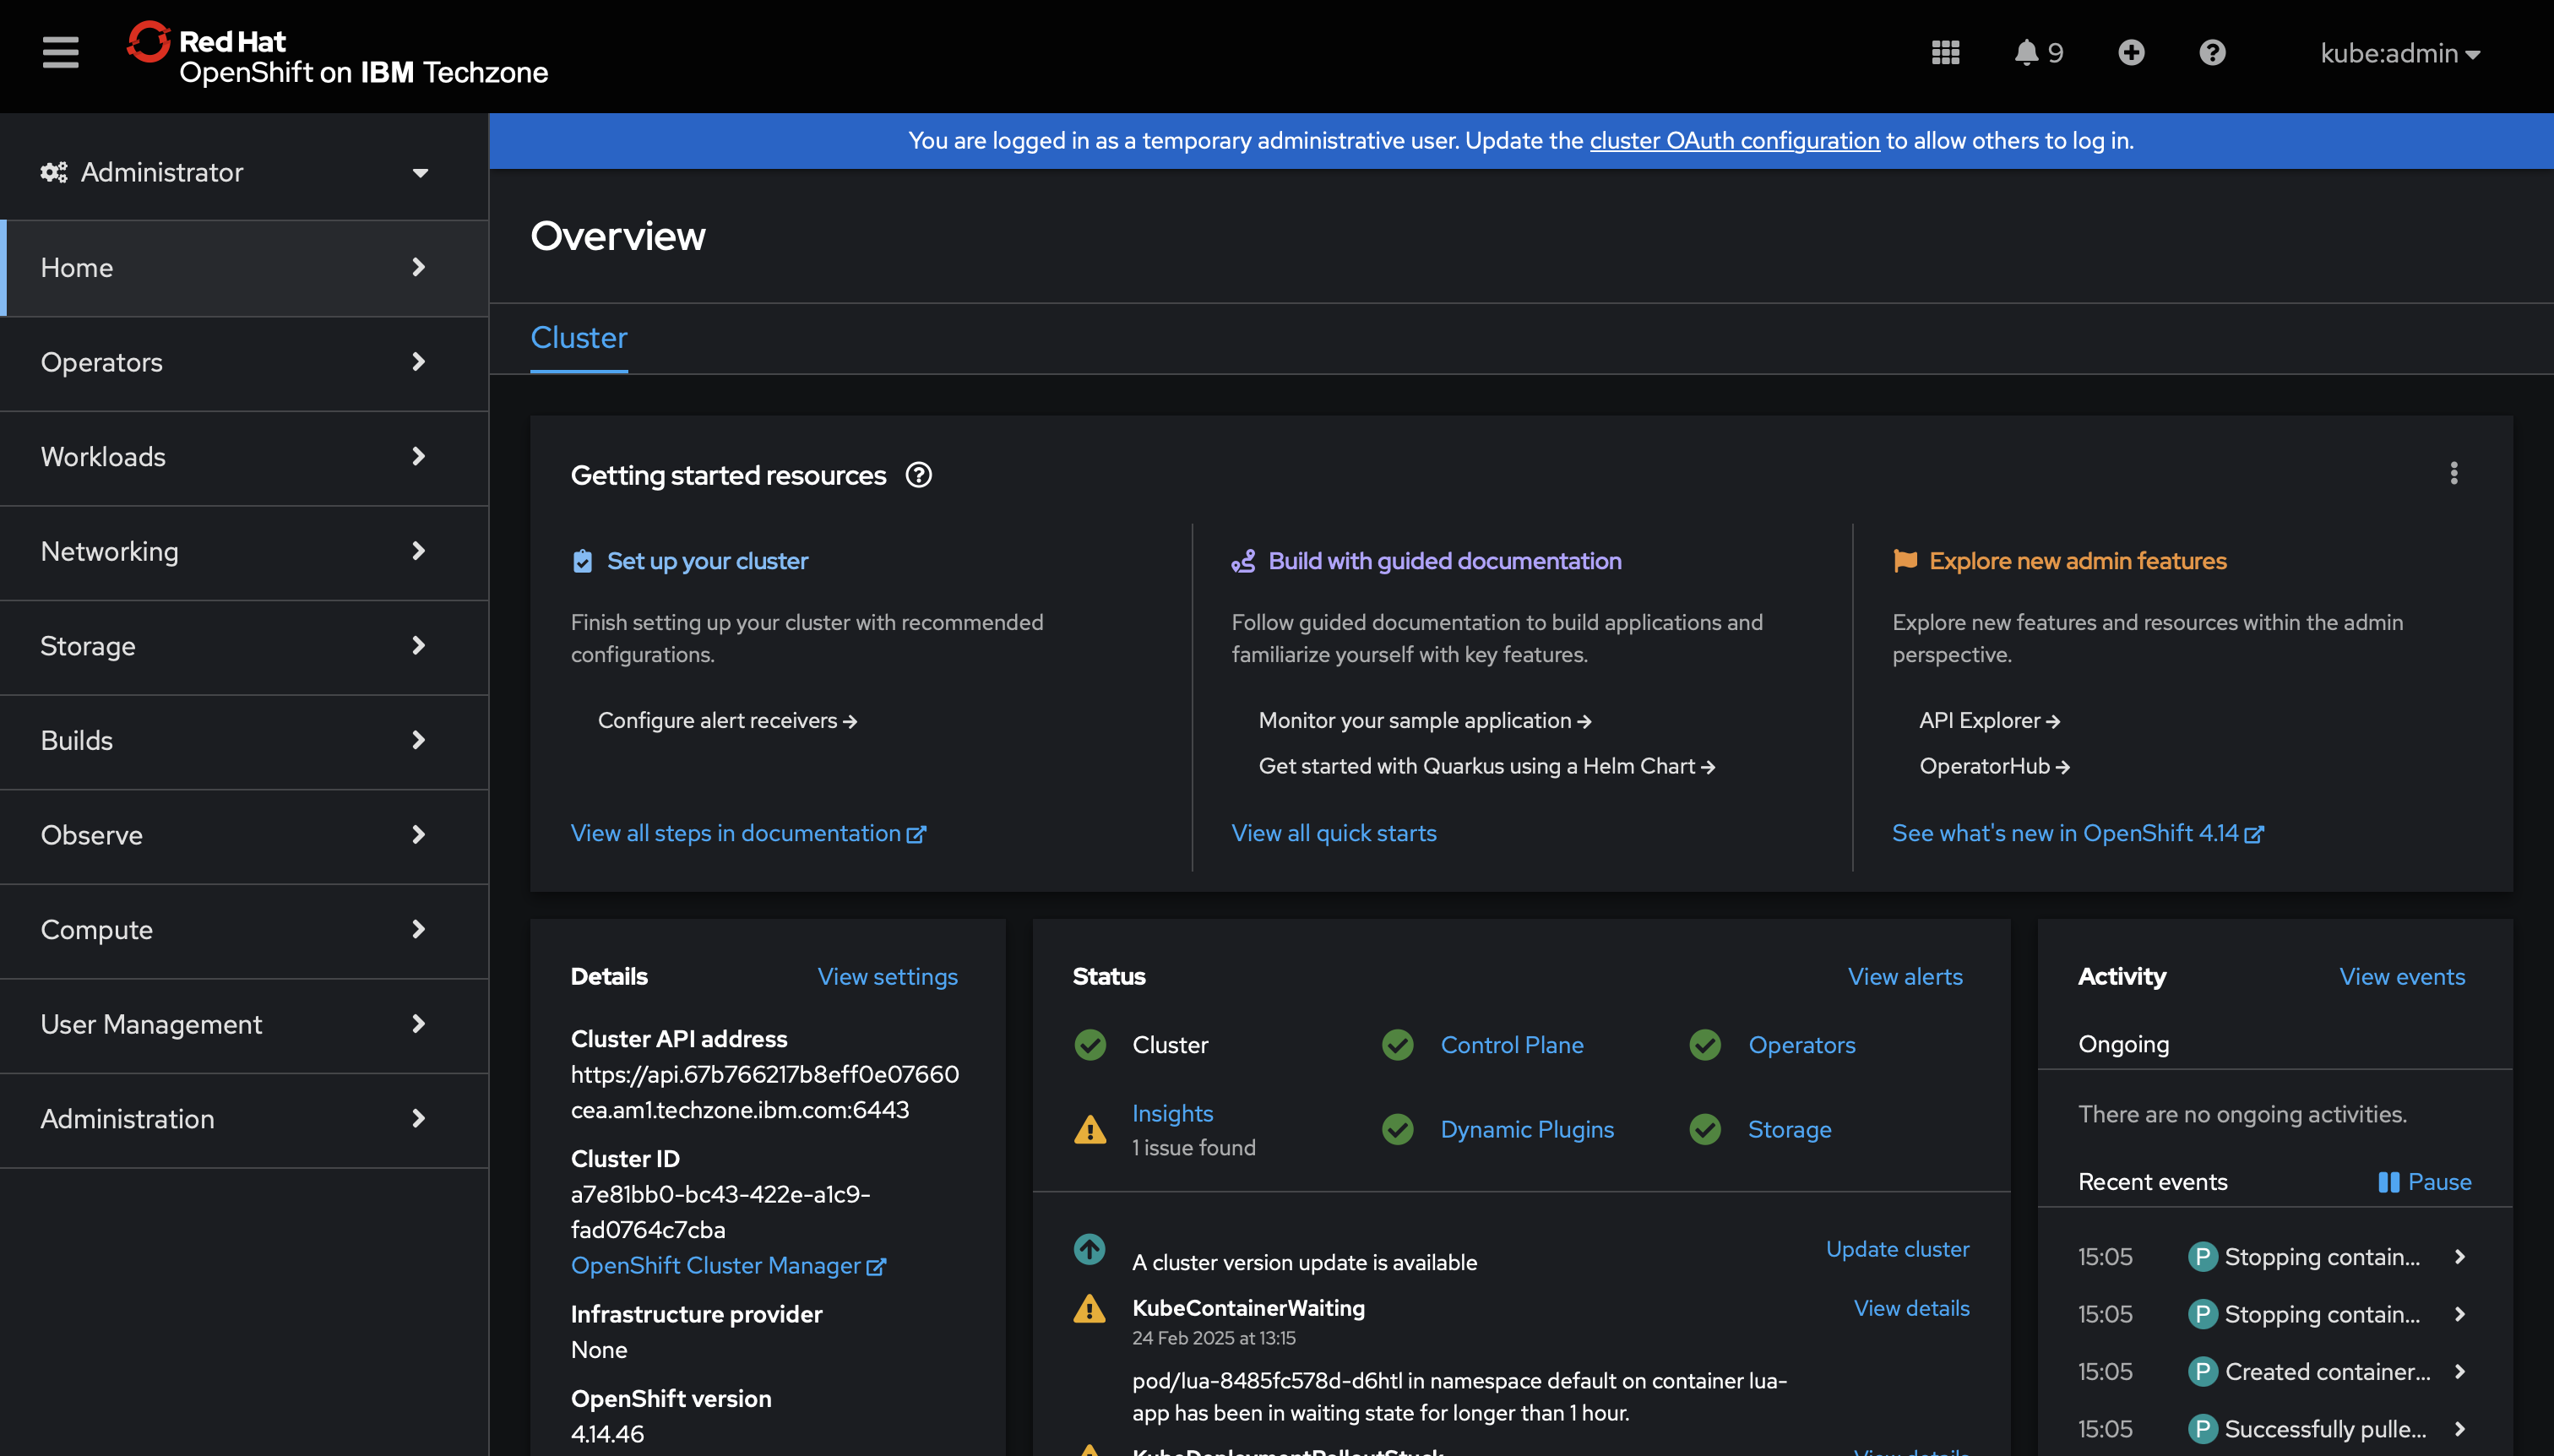 Red Hat
OpenShift on IBM Techzone
9
kube:admin
You are logged in as a temporary administrative user. Update the cluster OAuth configuration to allow others to log in.
Administrator
Home
Operators
Workloads
Networking
Storage
Builds
Observe
Compute
User Management
Administration
Overview
Cluster
Getting started resources
Set up your cluster
Finish setting up your cluster with recommended
configurations.
Configure alert receivers
View all steps in documentation
Build with guided documentation
Follow guided documentation to build applications and
familiarize yourself with key features.
Monitor your sample application
Get started with Quarkus using a Helm Chart
View all quick starts
Explore new admin features
Explore new features and resources within the admin
perspective.
API Explorer
OperatorHub
See what's new in OpenShift 4.14
Details
View settings
Cluster API address
https://api.67b766217b8eff0e07660
cea.am1.techzone.ibm.com:6443
Cluster ID
a7e81bb0-bc43-422e-a1c9-
fad0764c7cba
OpenShift Cluster Manager
Infrastructure provider
None
OpenShift version
4.14.46
Status
View alerts
Cluster
Control Plane
Operators
Insights
1 issue found
Dynamic Plugins
Storage
A cluster version update is available
Update cluster
KubeContainerWaiting
View details
24 Feb 2025 at 13:15
pod/lua-8485fc578d-d6htl in namespace default on container lua-
app has been in waiting state for longer than 1 hour.
KubeDeploymentRolloutStuck
View details
Activity
View events
Ongoing
There are no ongoing activities.
Recent events
Pause
15:05 P Stopping contain...
15:05 P Stopping contain...
15:05 P Created container...
15:05 P Successfully pulle...